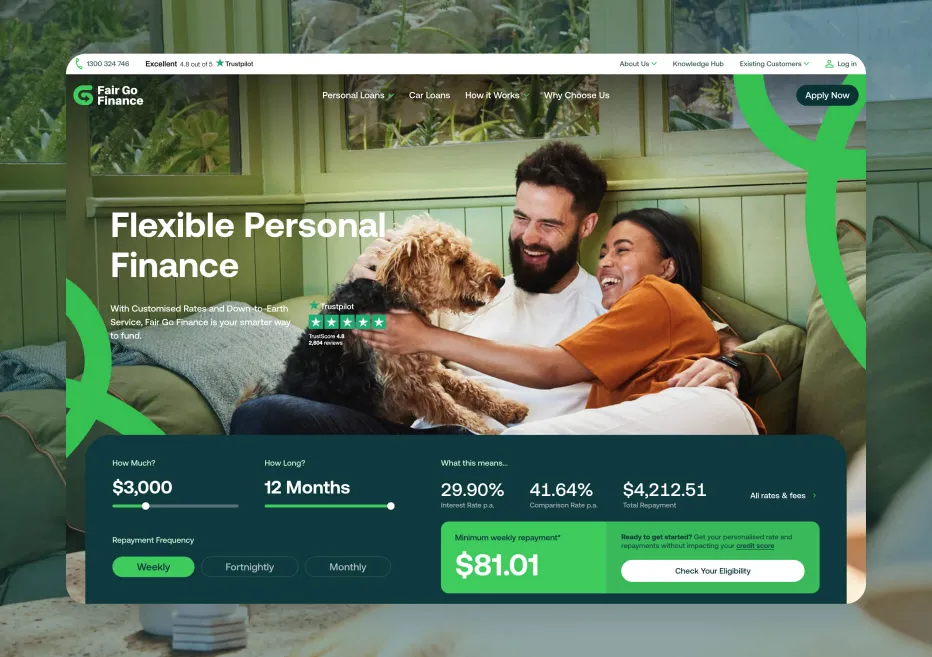 1300 324 746
Excellent 4.8 out of 5 Trustpilot
About Us
Knowledge Hub
Existing Customers
Log in
Fair Go
Finance
Personal Loans
Car Loans
How it Works
Why Choose Us
Apply Now
Flexible Personal
Finance
With Customised Rates and Down-to-Earth
Service, Fair Go Finance is your smarter way
to fund.
Trustpilot
TrustScore 4.8
2,604 reviews
How Much?
$3,000
How Long?
12 Months
Repayment Frequency
Weekly
Fortnightly
Monthly
What this means...
29.90%
Interest Rate p.a.
41.64%
Comparison Rate p.a.
$4,212.51
Total Repayment
All rates & fees
Minimum weekly repayment*
$81.01
Ready to get started? Get your personalised rate and
repayments without impacting your credit score
Check Your Eligibility